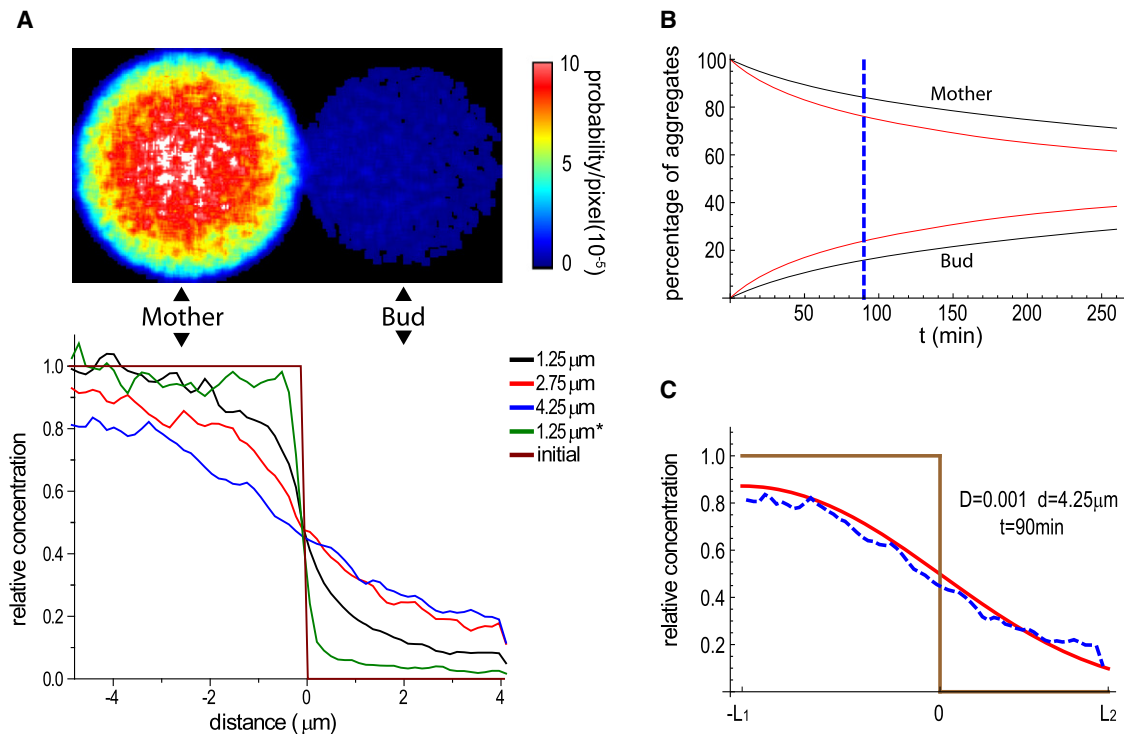 A
10
5
0
probability/pixel(10⁻⁵)
Mother
Bud
1.0
0.8
0.6
0.4
0.2
0.0
relative concentration
-4
-2
0
2
4
distance ( μm)
1.25 μm
2.75 μm
4.25 μm
1.25 μm*
initial
B
100
80
60
40
20
percentage of aggregates
Mother
Bud
50
100
150
200
250
t (min)
C
1.0
0.8
0.6
0.4
0.2
relative concentration
D=0.001 d=4.25μm
t=90min
-L₁
0
L₂